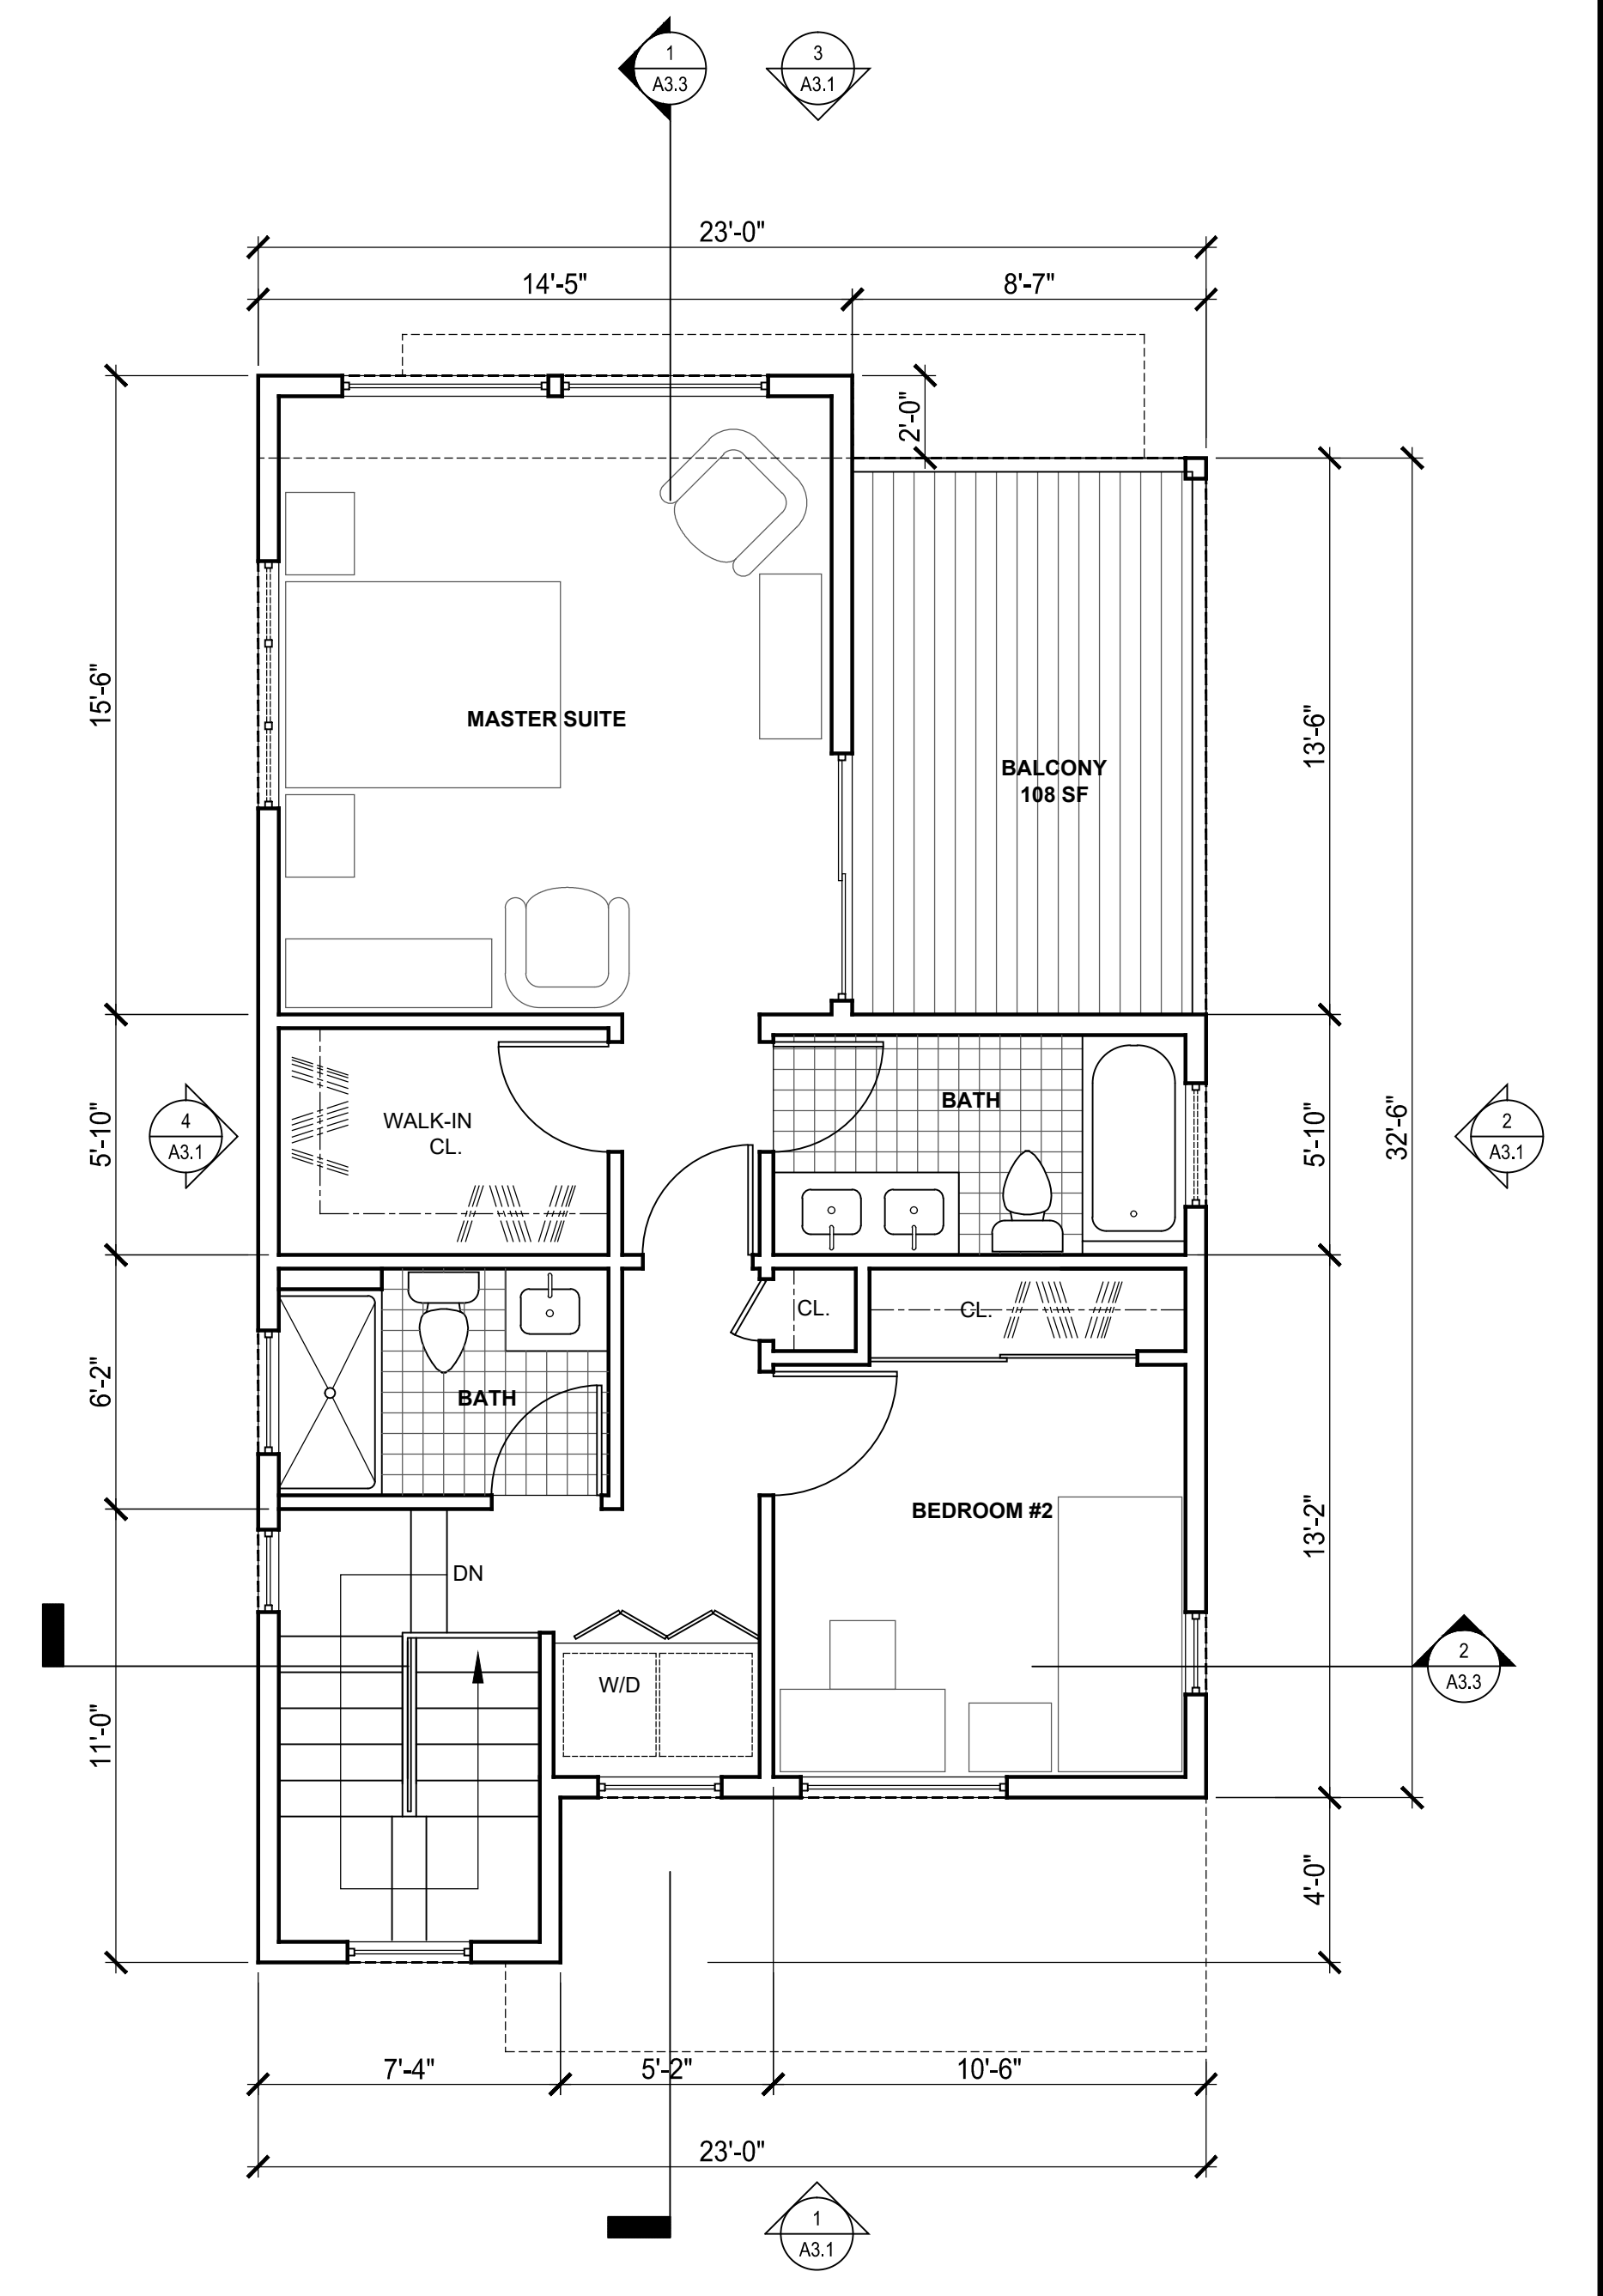 1
A3.3
3
A3.1
23'-0"
14'-5"
8'-7"
2'-0"
15'-6"
MASTER SUITE
BALCONY
108 SF
13'-6"
5'-10"
4
A3.1
WALK-IN
CL.
BATH
5'-10"
32'-6"
2
A3.1
CL.
CL.
6'-2"
BATH
BEDROOM #2
13'-2"
DN
W/D
2
A3.3
11'-0"
4'-0"
7'-4"
5'-2"
10'-6"
23'-0"
1
A3.1